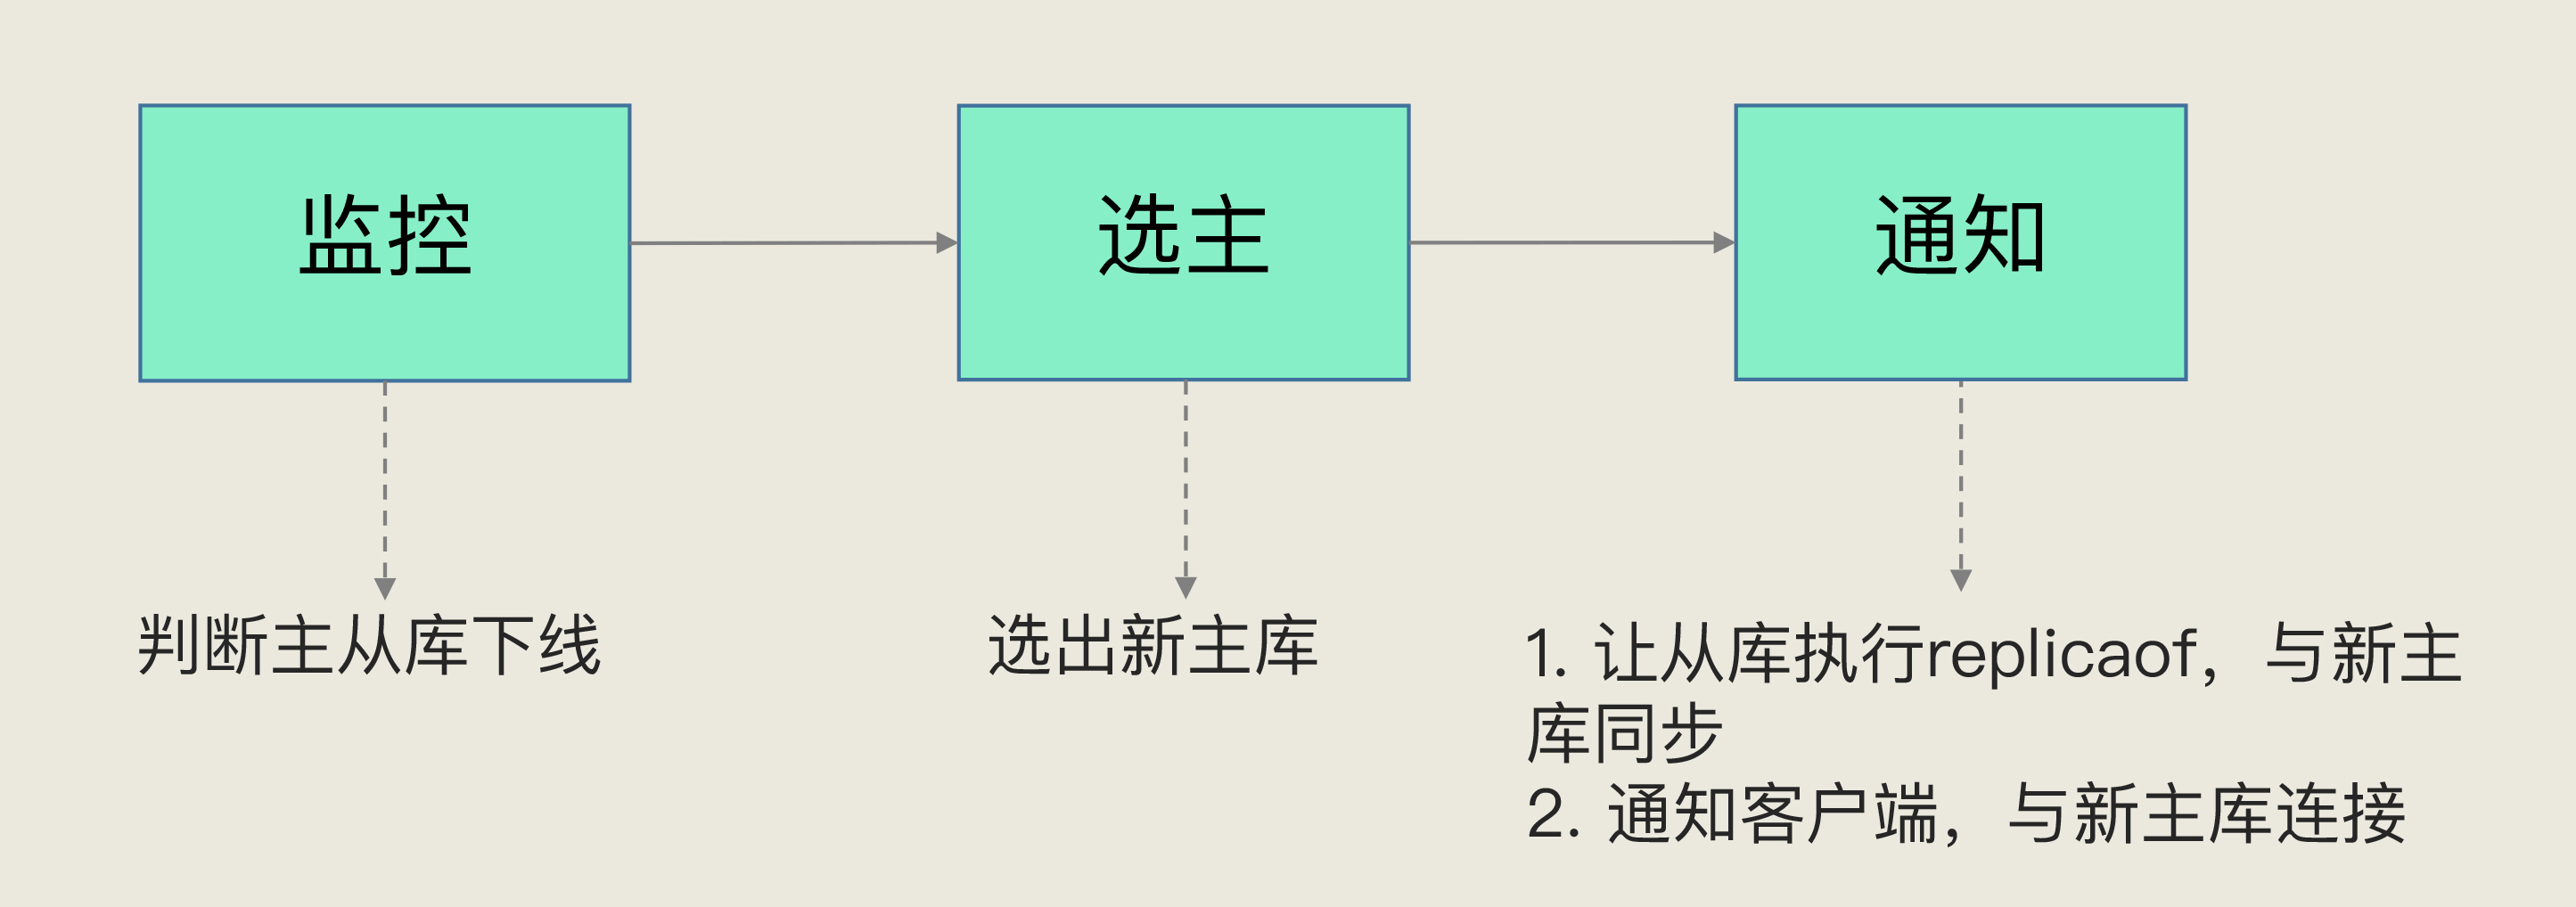 监控
选主
通知
判断主从库下线
选出新主库
1. 让从库执行replicaof，与新主
库同步
2. 通知客户端，与新主库连接